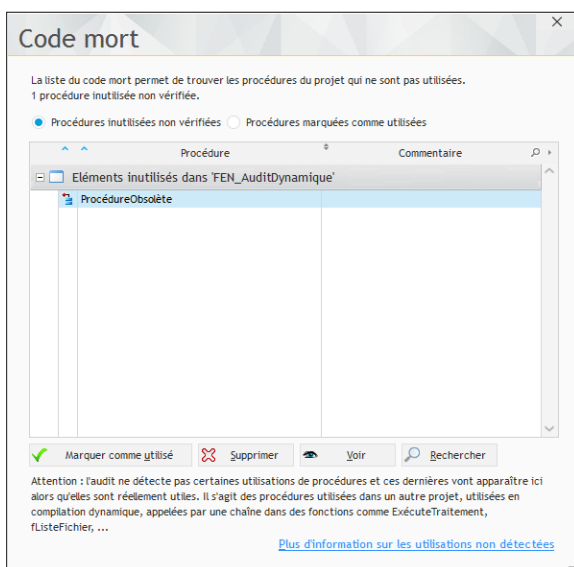 Code mort
La liste du code mort permet de trouver les procédures du projet qui ne sont pas utilisées.
1 procédure inutilisée non vérifiée.
Procédures inutilisées non vérifiées Procédures marquées comme utilisées
Procédure Commentaire
Eléments inutilisés dans 'FEN_AuditDynamique'
ProcédureObsolète
Marquer comme utilisé Supprimer Voir Rechercher
Attention : l'audit ne détecte pas certaines utilisations de procédures et ces dernières vont apparaître ici
alors qu'elles sont réellement utiles. Il s'agit des procédures utilisées dans un autre projet, utilisées en
compilation dynamique, appelées par une chaîne dans des fonctions comme ExécuteTraitement,
fListeFichier, ...
Plus d'information sur les utilisations non détectées